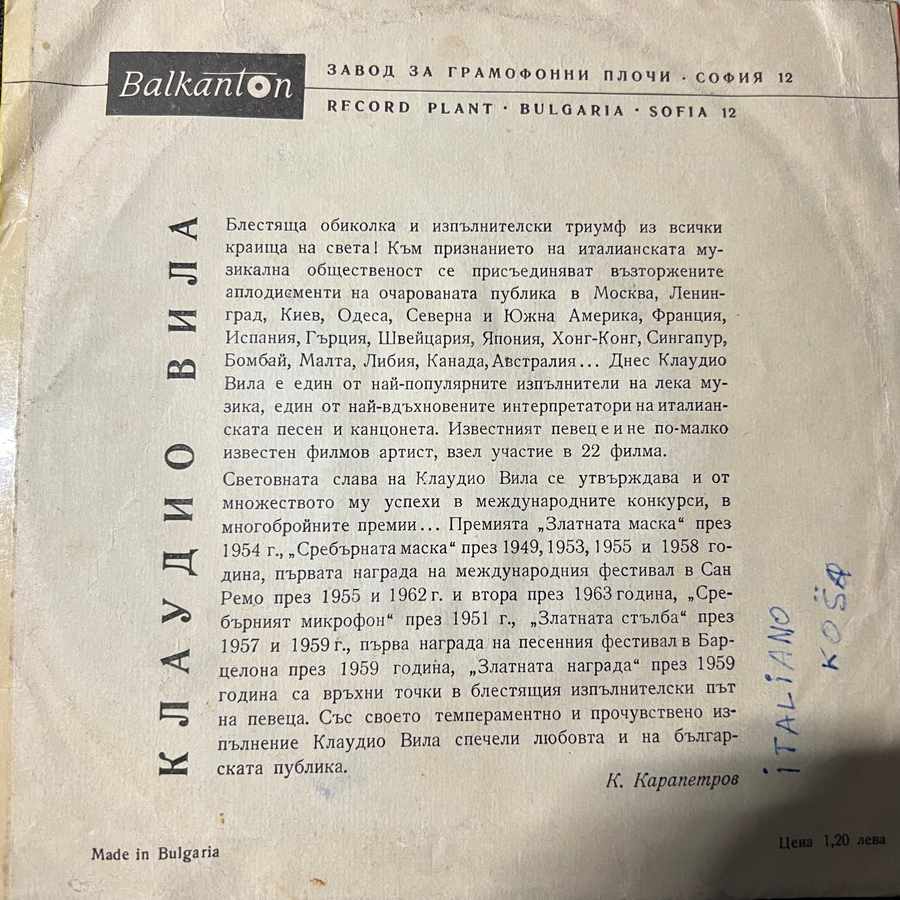 Balkanton
ЗАВОД ЗА ГРАМОФОННИ ПЛОЧИ · СОФИЯ 12
RECORD PLANT · BULGARIA · SOFIA 12
КЛАУДИО ВИЛА
Блестяща обиколка и изпълнителски триумф из всички
краища на света! Към признанието на италианската му-
зикална общественост се присъединяват възторжените
аплодисменти на очарованата публика в Москва, Ленин-
град, Киев, Одеса, Северна и Южна Америка, Франция,
Испания, Гърция, Швейцария, Япония, Хонг-Конг, Сингапур,
Бомбай, Малта, Либия, Канада, Австралия... Днес Клаудио
Вила е един от най-популярните изпълнители на лека му-
зика, един от най-вдъхновените интерпретатори на италиан-
ската песен и канцонета. Известният певец е и не по-малко
известен филмов артист, взел участие в 22 филма.
Световната слава на Клаудио Вила се утвърждава и от
множеството му успехи в международните конкурси, в
многобройните премии... Премията „Златната маска“ през
1954 г., „Сребърната маска“ през 1949, 1953, 1955 и 1958 го-
дина, първата награда на международния фестивал в Сан
Ремо през 1955 и 1962 г. и втора през 1963 година, „Сре-
бърният микрофон“ през 1951 г., „Златната стълба“ през
1957 и 1959 г., първа награда на песенния фестивал в Бар-
целона през 1959 година, „Златната награда“ през 1959
година са връхни точки в блестящия изпълнителски път
на певеца. Със своето темпераментно и прочувствено из-
пълнение Клаудио Вила спечели любовта и на българ-
ската публика.
К. Карапетров
ITALIANO
Made in Bulgaria
Цена 1,20 лева